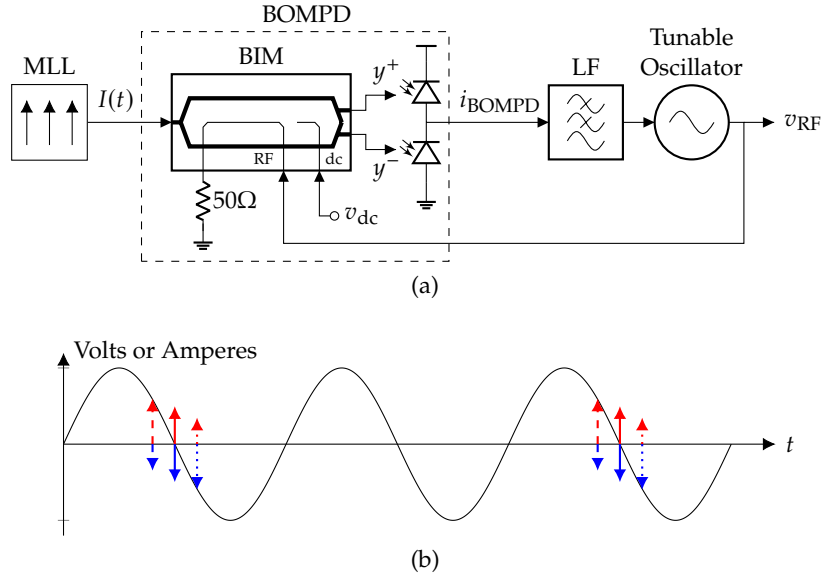 BOMPD
MLL
BIM
LF
Tunable
Oscillator
I(t)
y⁺
y⁻
i_BOMPD
v_RF
RF
dc
50Ω
v_dc
(a)
Volts or Amperes
t
(b)